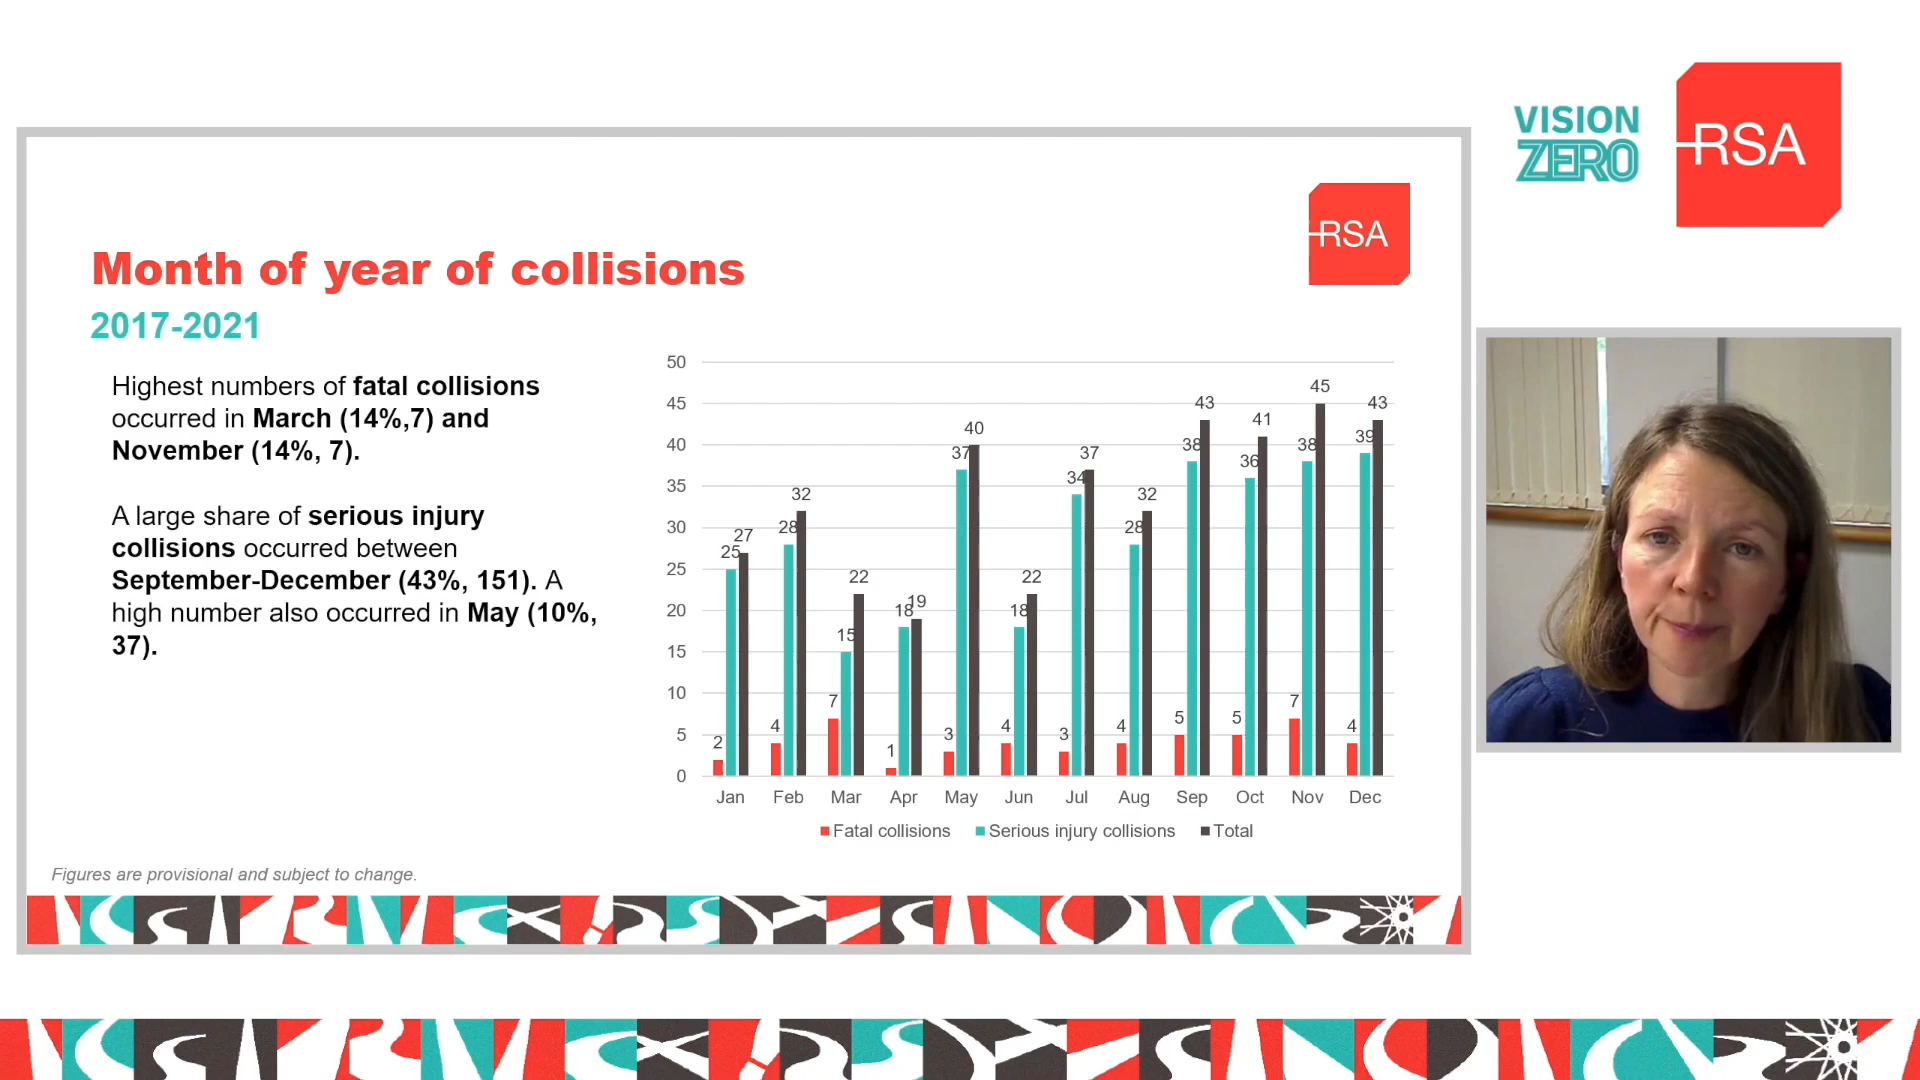 VISION
ZERO
RSA
RSA
Month of year of collisions
2017-2021
Highest numbers of fatal collisions
occurred in March (14%,7) and
November (14%, 7).
A large share of serious injury
collisions occurred between
September-December (43%, 151). A
high number also occurred in May (10%,
37).
50
45
40
35
30
25
20
15
10
5
0
2 25 27
4 28 32
7 15 22
1 18 19
3 37 40
4 18 22
3 34 37
4 28 32
5 38 43
5 36 41
7 38 45
4 39 43
Jan Feb Mar Apr May Jun Jul Aug Sep Oct Nov Dec
Fatal collisions Serious injury collisions Total
Figures are provisional and subject to change.